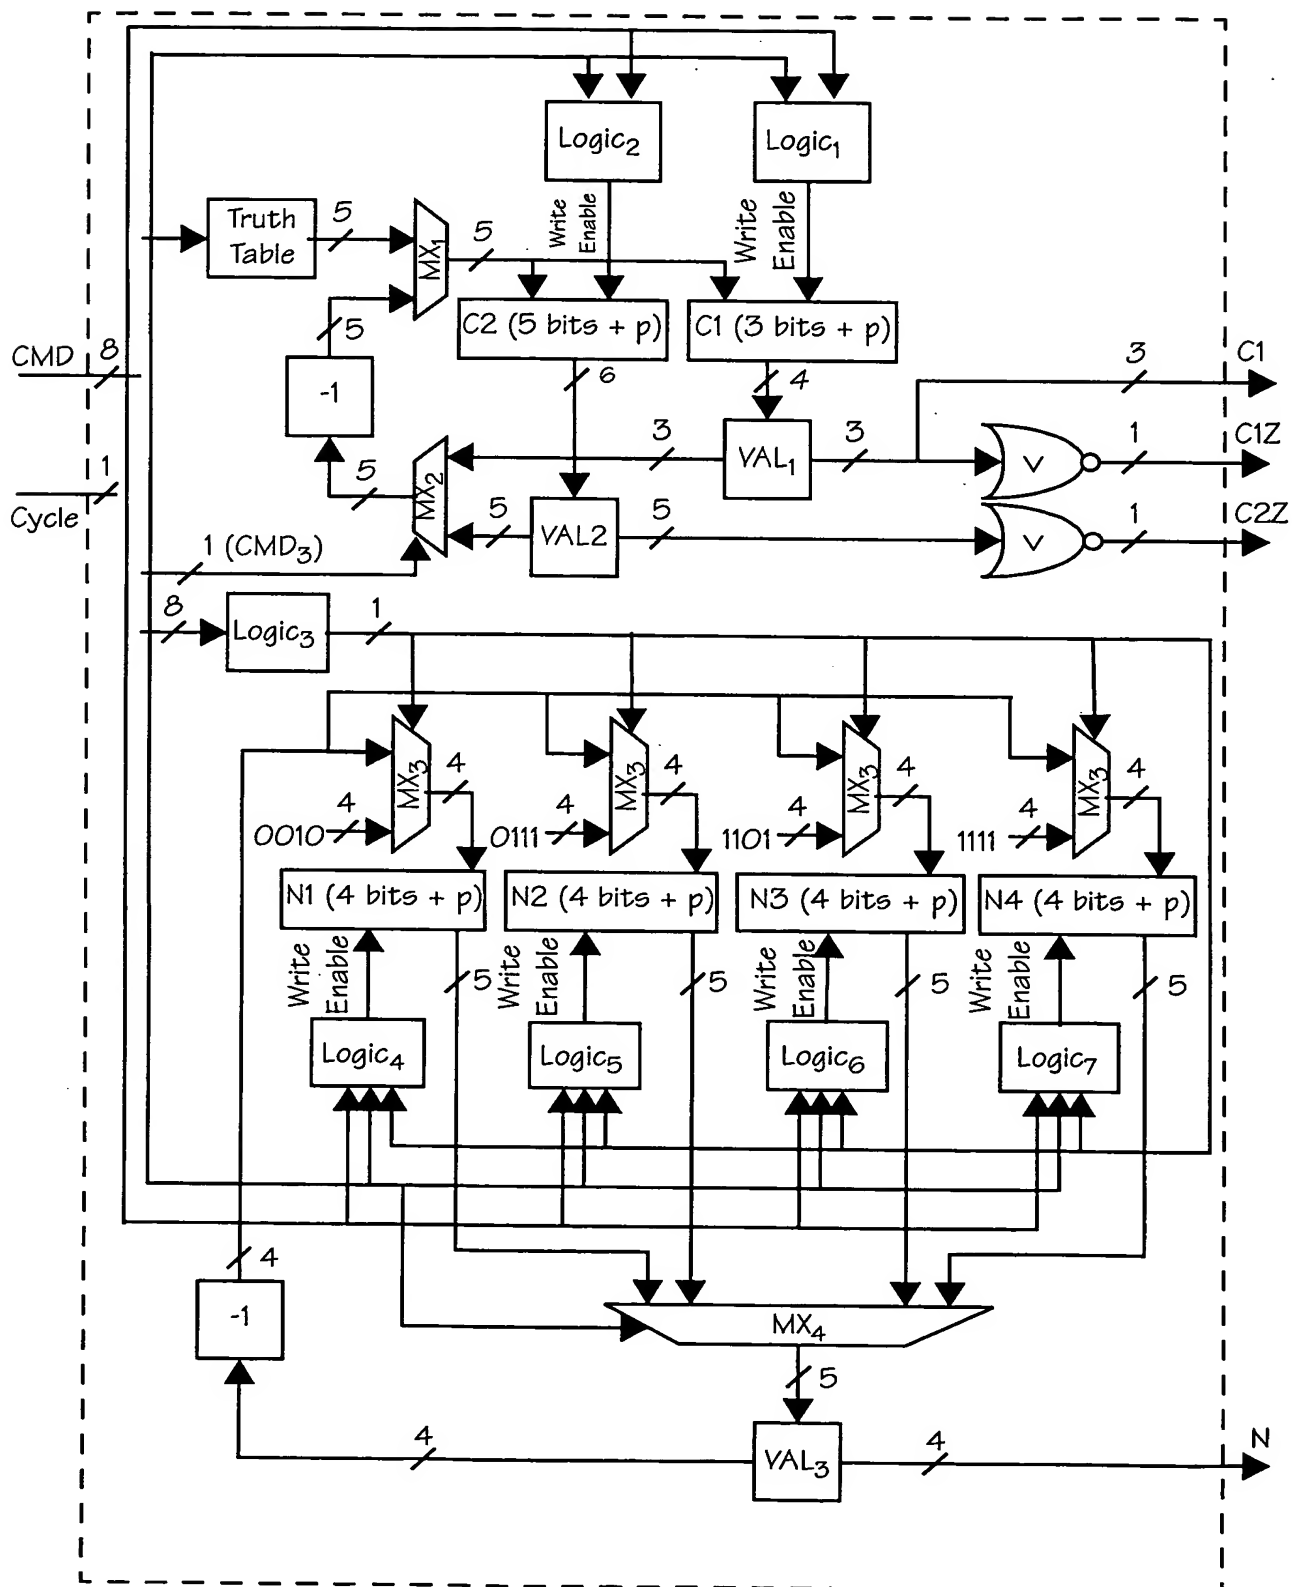 Logic₂
Logic₁
Write
Enable
Write
Enable
Truth
Table
5
MX₁
5
C2 (5 bits + p)
C1 (3 bits + p)
5
CMD
8
6
4
3
C1
-1
VAL₁
3
3
V
1
C1Z
Cycle
1
5
MX₂
5
VAL2
5
V
1
C2Z
1 (CMD₃)
8
Logic₃
1
MX₃
4
4
0010
MX₃
4
4
0111
MX₃
4
4
1101
MX₃
4
4
1111
N1 (4 bits + p)
N2 (4 bits + p)
N3 (4 bits + p)
N4 (4 bits + p)
Write
Enable
5
Write
Enable
5
Write
Enable
5
Write
Enable
5
Logic₄
Logic₅
Logic₆
Logic₇
4
-1
MX₄
5
4
VAL₃
4
N